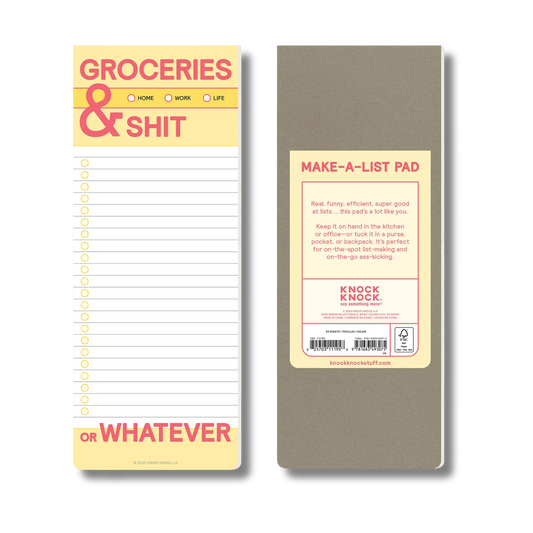 GROCERIES
HOME WORK LIFE
& SHIT
OR WHATEVER
MAKE-A-LIST PAD
Real, funny, efficient, super good
at lists...this pad's a lot like you.
Keep it on hand in the kitchen
or office—or tuck it in a purse,
pocket, or backpack. It's perfect
for on-the-spot list-making and
on-the-go ass-kicking.
KNOCK
KNOCK®
say something more™
FSC
knockknockstuff.com